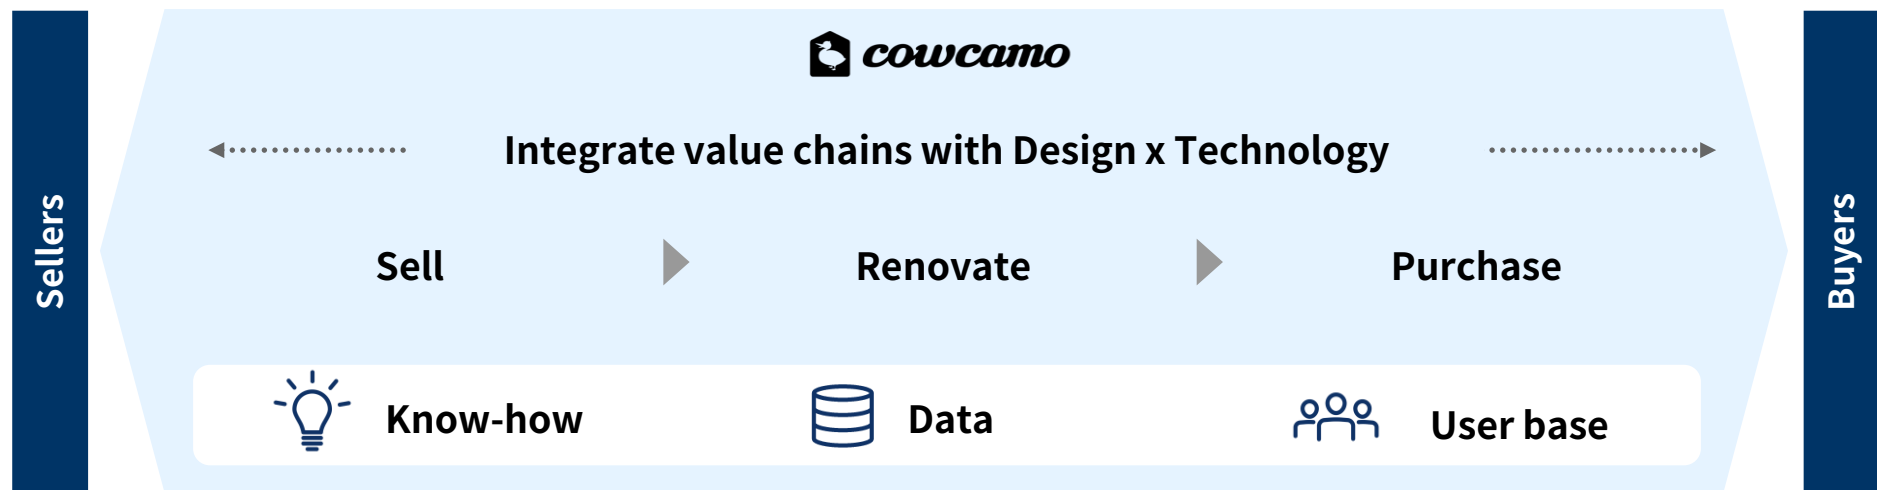 cowcamo
Integrate value chains with Design x Technology
Sellers
Sell
Renovate
Purchase
Buyers
Know-how
Data
User base